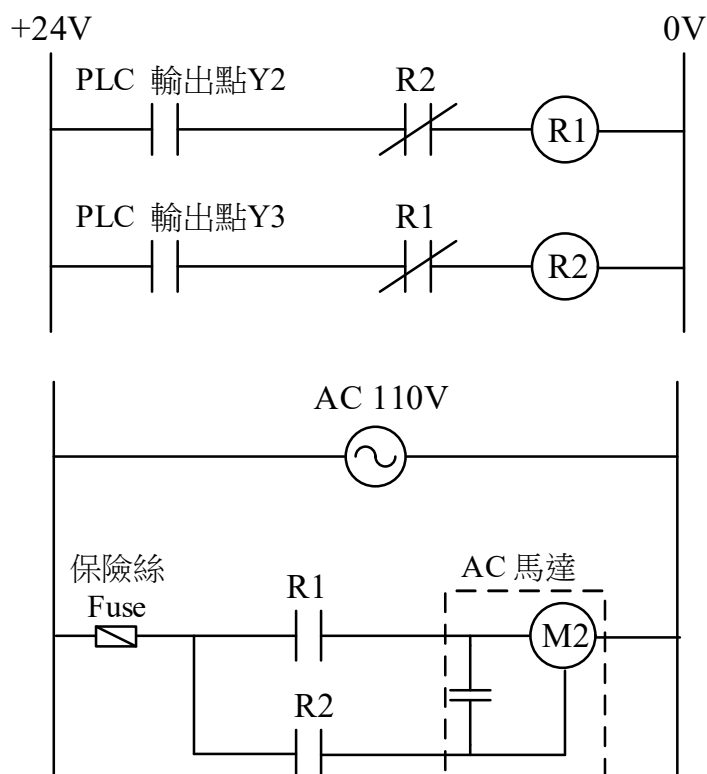 +24V 0V
PLC 輸出點Y2 R2
R1
PLC 輸出點Y3 R1
R2
AC 110V
保險絲
Fuse
R1
AC 馬達
M2
R2